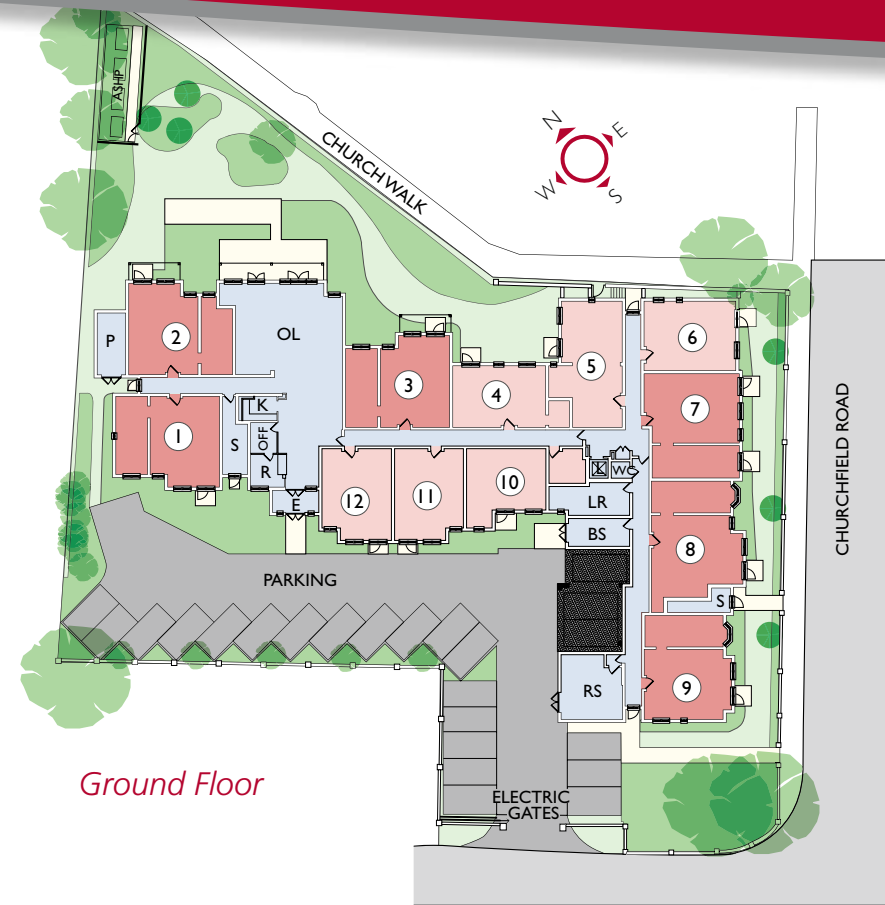 ASHP
CHURCH WALK
N
E
W
S
2
P
OL
3
6
5
4
7
1
K
OFF
S
R
E
12
11
10
L
WC
LR
BS
8
S
PARKING
RS
9
CHURCHFIELD ROAD
Ground Floor
ELECTRIC
GATES